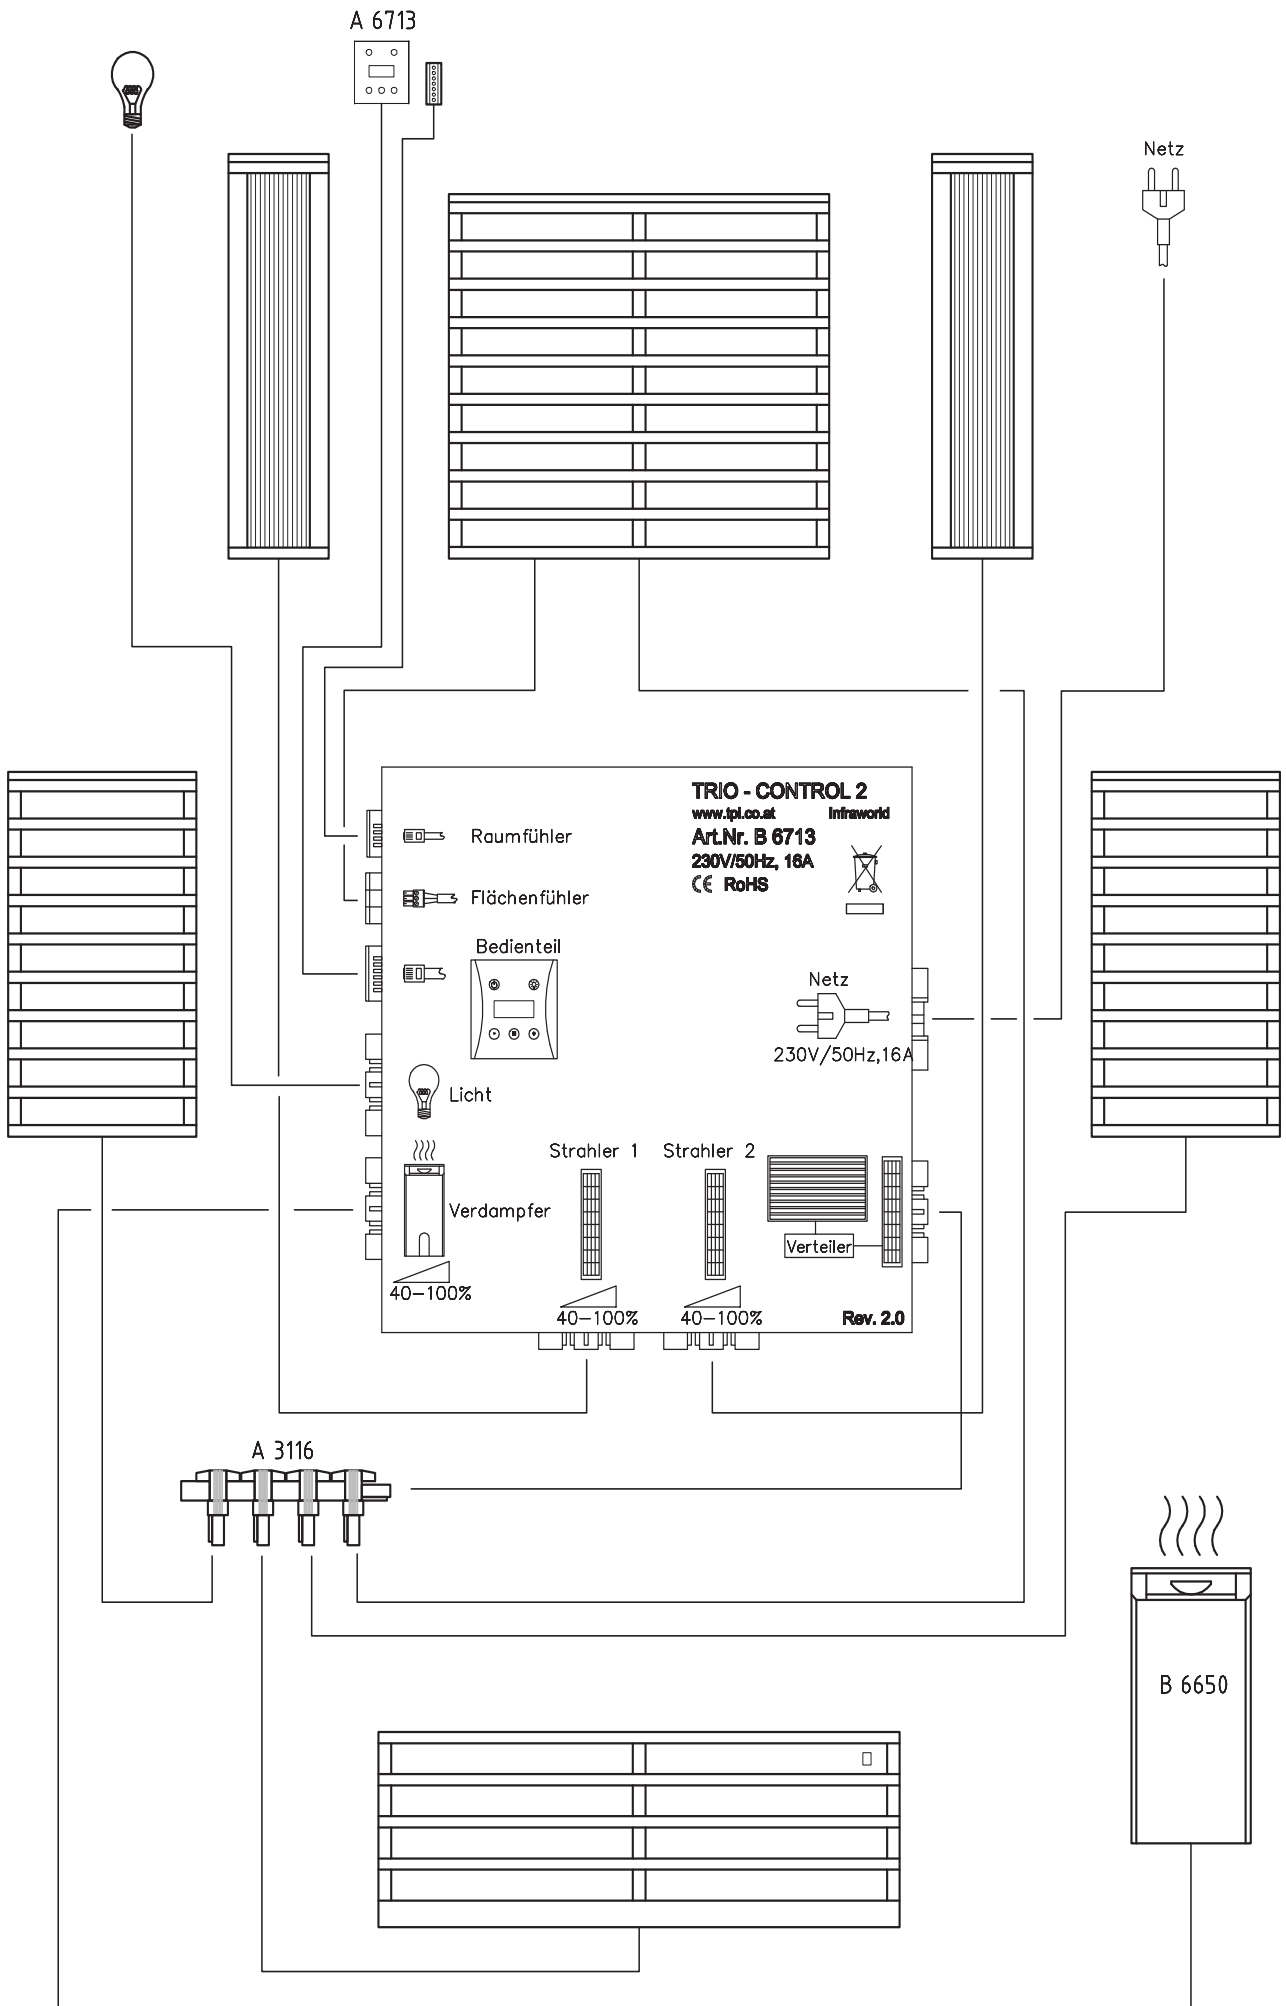 A 6713
Netz
TRIO - CONTROL 2
www.tpi.co.at Infraworld
Art.Nr. B 6713
230V/50Hz, 16A
CE RoHS
Raumfühler
Flächenfühler
Bedienteil
Netz
230V/50Hz,16A
Licht
Strahler 1
Strahler 2
Verdampfer
Verteiler
40-100%
40-100%
40-100%
Rev. 2.0
A 3116
B 6650